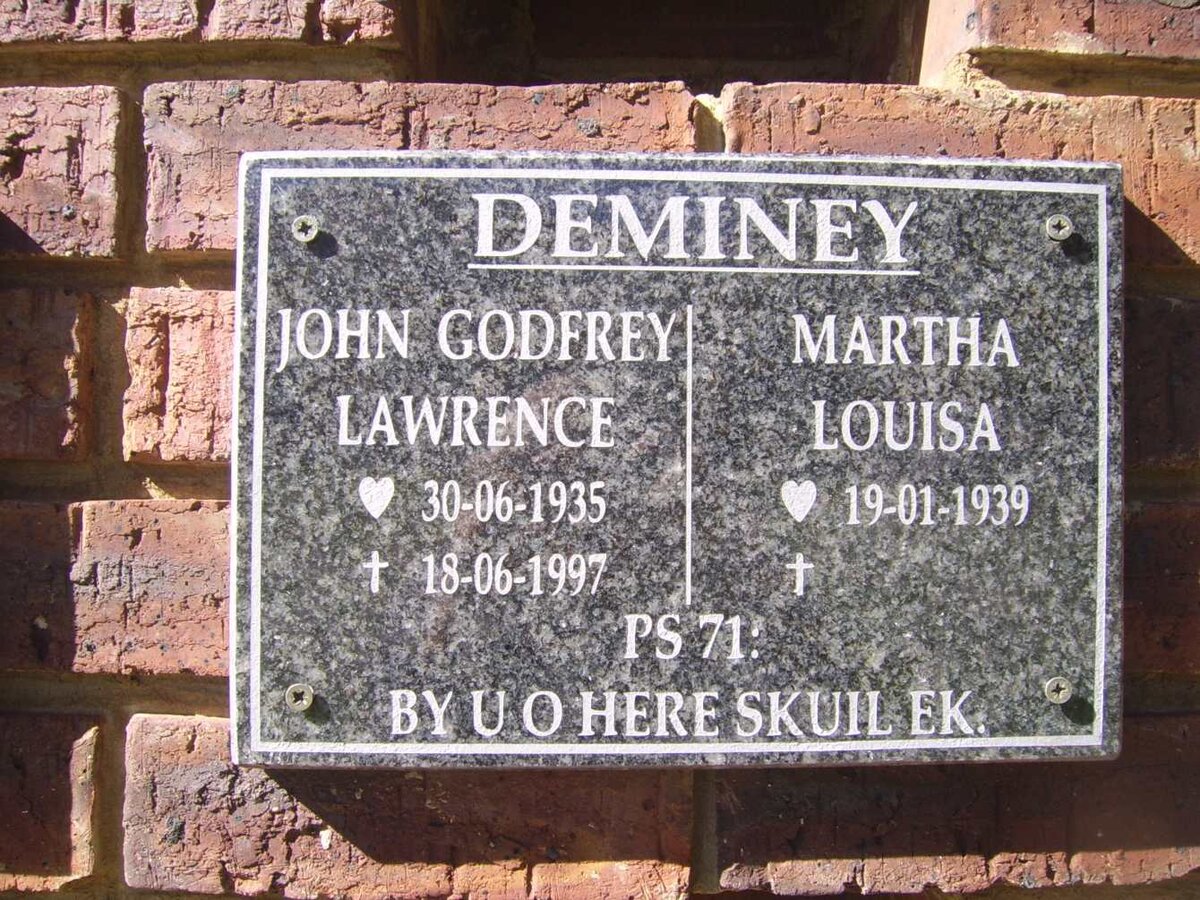 DEMINEY
JOHN GODFREY
LAWRENCE
♥ 30-06-1935
✝ 18-06-1997
MARTHA
LOUISA
♥ 19-01-1939
✝
PS 71:
BY U O HERE SKUIL EK.